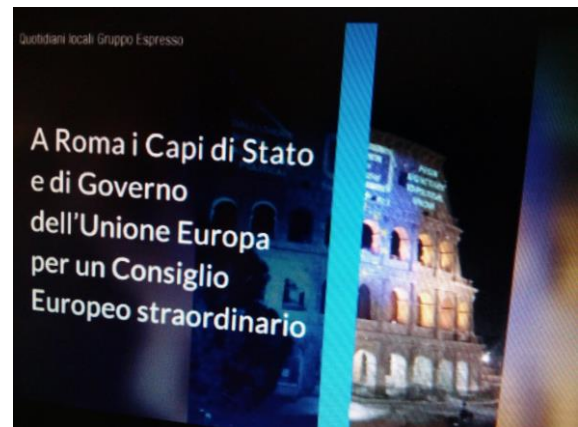 Quotidiani locali Gruppo Espresso
A Roma i Capi di Stato
e di Governo
dell'Unione Europa
per un Consiglio
Europeo straordinario